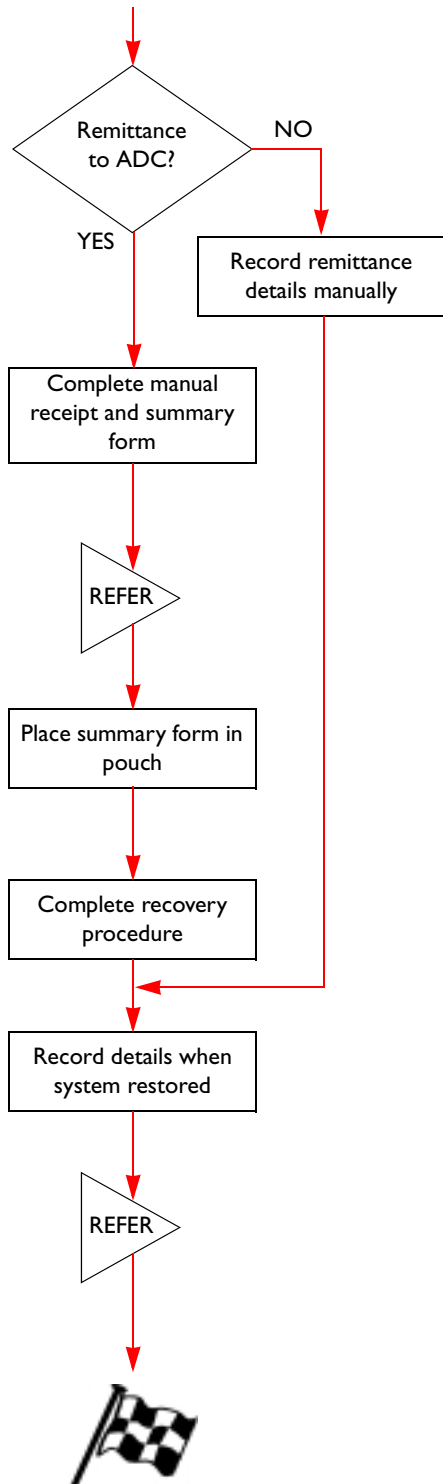 Remittance
to ADC?
NO
YES
Record remittance
details manually
Complete manual
receipt and summary
form
REFER
Place summary form in
pouch
Complete recovery
procedure
Record details when
system restored
REFER